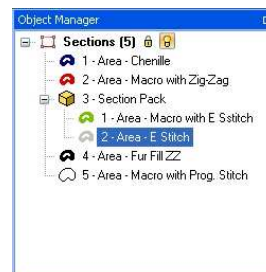 Object Manager
Sections (5)
1 - Area - Chenille
2 - Area - Macro with Zig-Zag
3 - Section Pack
1 - Area - Macro with E Sstitch
2 - Area - E Stitch
4 - Area - Fur Fill ZZ
5 - Area - Macro with Prog. Stitch